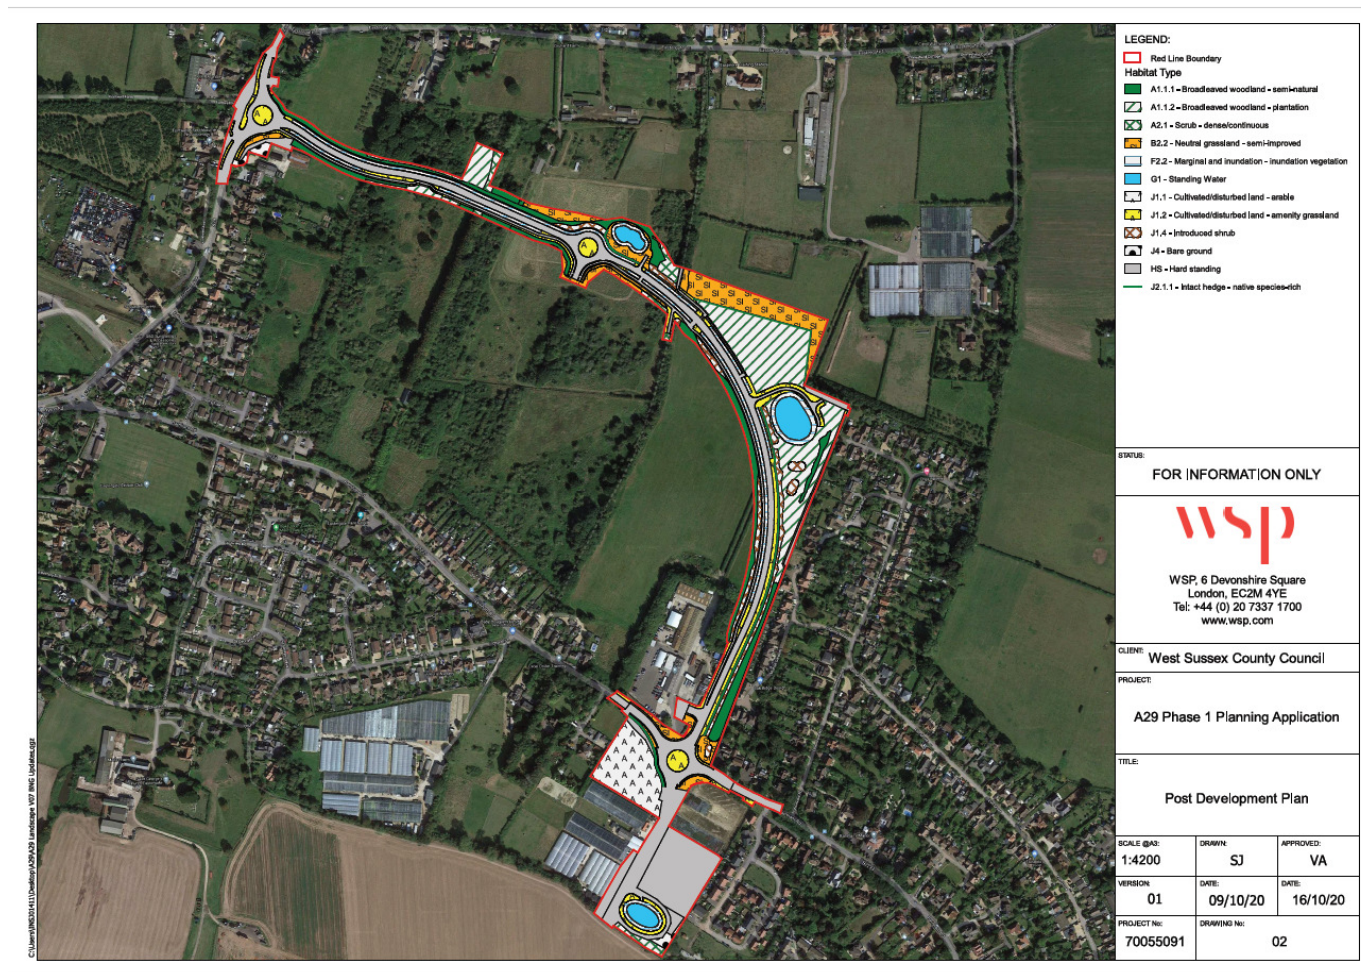 LEGEND:
Red Line Boundary
Habitat Type
A1.1.1 - Broadleaved woodland - semi-natural
A1.1.2 - Broadleaved woodland - plantation
A2.1 - Scrub - dense/continuous
B2.2 - Neutral grassland - semi-improved
F2.2 - Marginal and inundation - inundation vegetation
G1 - Standing Water
J1.1 - Cultivated/disturbed land - arable
J1.2 - Cultivated/disturbed land - amenity grassland
J1.4 - Introduced shrub
J4 - Bare ground
HS - Hard standing
J2.1.1 - Intact hedge - native species-rich
STATUS:
FOR INFORMATION ONLY
wsp
WSP, 6 Devonshire Square
London, EC2M 4YE
Tel: +44 (0) 20 7337 1700
www.wsp.com
CLIENT: West Sussex County Council
PROJECT:
A29 Phase 1 Planning Application
TITLE:
Post Development Plan
SCALE @A3: DRAWN: APPROVED:
1:4200 SJ VA
VERSION: DATE: DATE:
01 09/10/20 16/10/20
PROJECT No: DRAWING No:
70055091 02